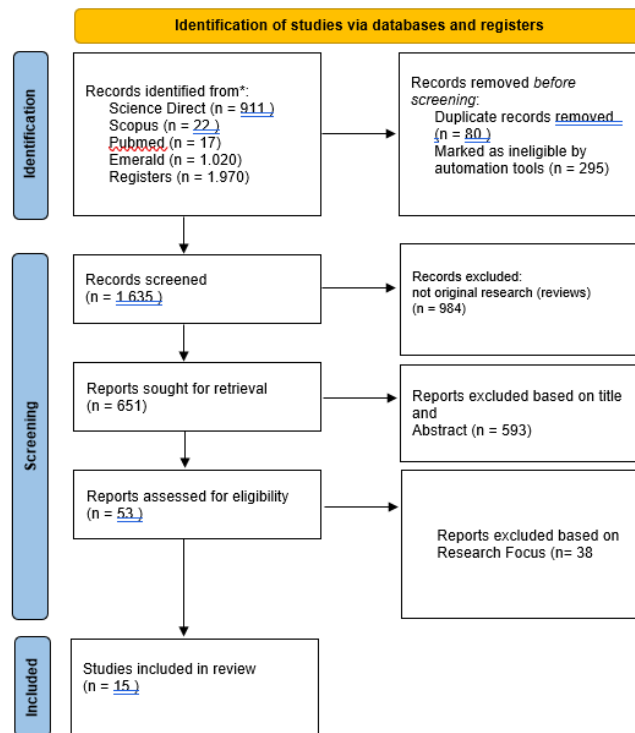 Identification of studies via databases and registers
Identification
Records identified from*:
Science Direct (n = 911 )
Scopus (n = 22 )
Pubmed (n = 17)
Emerald (n = 1.020)
Registers (n = 1.970)
Records removed before
screening:
Duplicate records removed
(n = 80 )
Marked as ineligible by
automation tools (n = 295)
Screening
Records screened
(n = 1.635 )
Records excluded:
not original research (reviews)
(n = 984)
Reports sought for retrieval
(n = 651)
Reports excluded based on title
and
Abstract (n = 593)
Reports assessed for eligibility
(n = 53 )
Reports excluded based on
Research Focus (n= 38
Included
Studies included in review
(n = 15 )